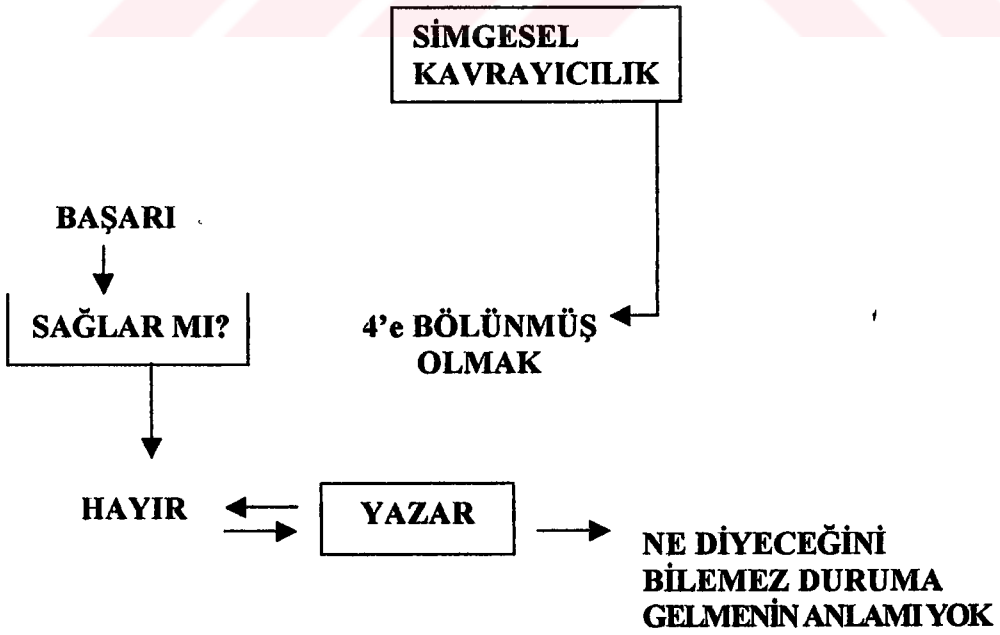 SİMGESEL
KAVRAYICILIK
BAŞARI
SAĞLAR MI?
4'e BÖLÜNMÜŞ
OLMAK
HAYIR
YAZAR
NE DİYECEĞİNİ
BİLEMEZ DURUMA
GELMENİN ANLAMI YOK